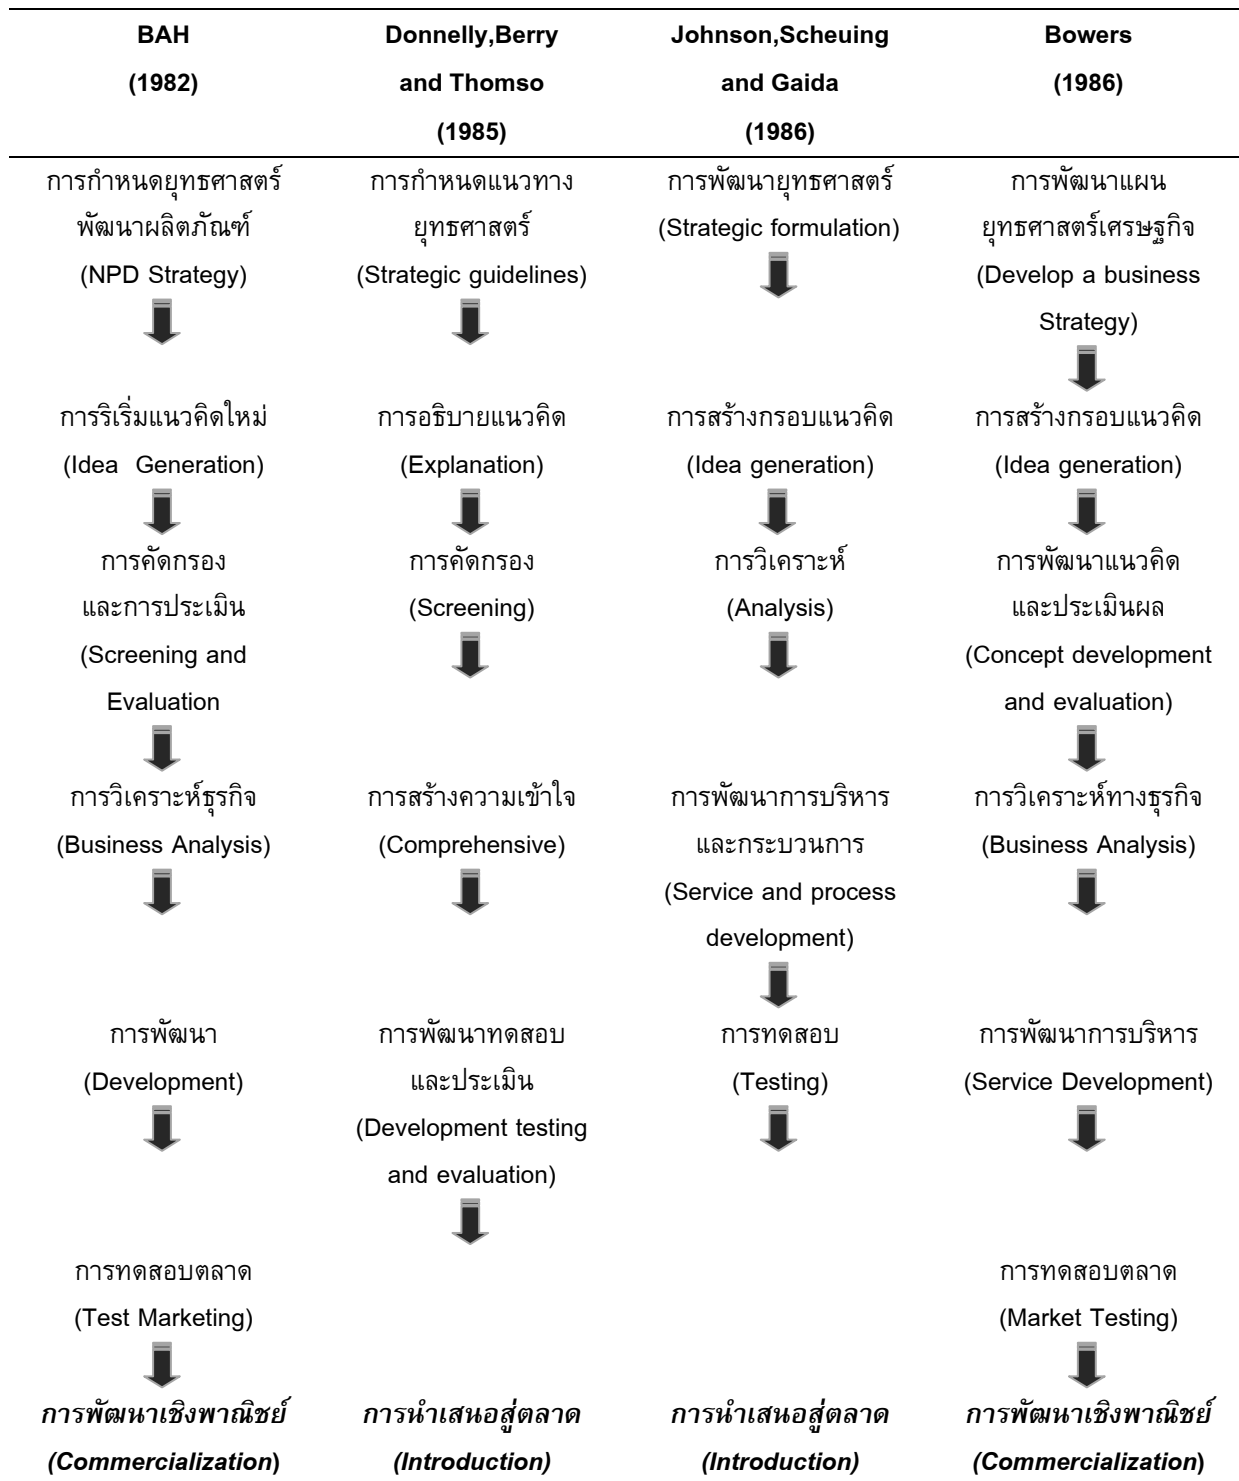 BAH
(1982)
Donnelly,Berry
and Thomso
(1985)
Johnson,Scheuing
and Gaida
(1986)
Bowers
(1986)
การกำหนดยุทธศาสตร์
พัฒนาผลิตภัณฑ์
(NPD Strategy)
การกำหนดแนวทาง
ยุทธศาสตร์
(Strategic guidelines)
การพัฒนายุทธศาสตร์
(Strategic formulation)
การพัฒนาแผน
ยุทธศาสตร์เศรษฐกิจ
(Develop a business
Strategy)
การริเริ่มแนวคิดใหม่
(Idea Generation)
การอธิบายแนวคิด
(Explanation)
การสร้างกรอบแนวคิด
(Idea generation)
การสร้างกรอบแนวคิด
(Idea generation)
การคัดกรอง
และการประเมิน
(Screening and
Evaluation
การคัดกรอง
(Screening)
การวิเคราะห์
(Analysis)
การพัฒนาแนวคิด
และประเมินผล
(Concept development
and evaluation)
การวิเคราะห์ธุรกิจ
(Business Analysis)
การสร้างความเข้าใจ
(Comprehensive)
การพัฒนาการบริหาร
และกระบวนการ
(Service and process
development)
การวิเคราะห์ทางธุรกิจ
(Business Analysis)
การพัฒนา
(Development)
การพัฒนาทดสอบ
และประเมิน
(Development testing
and evaluation)
การทดสอบ
(Testing)
การพัฒนาการบริหาร
(Service Development)
การทดสอบตลาด
(Test Marketing)
การทดสอบตลาด
(Market Testing)
การพัฒนาเชิงพาณิชย์
(Commercialization)
การนำเสนอสู่ตลาด
(Introduction)
การนำเสนอสู่ตลาด
(Introduction)
การพัฒนาเชิงพาณิชย์
(Commercialization)